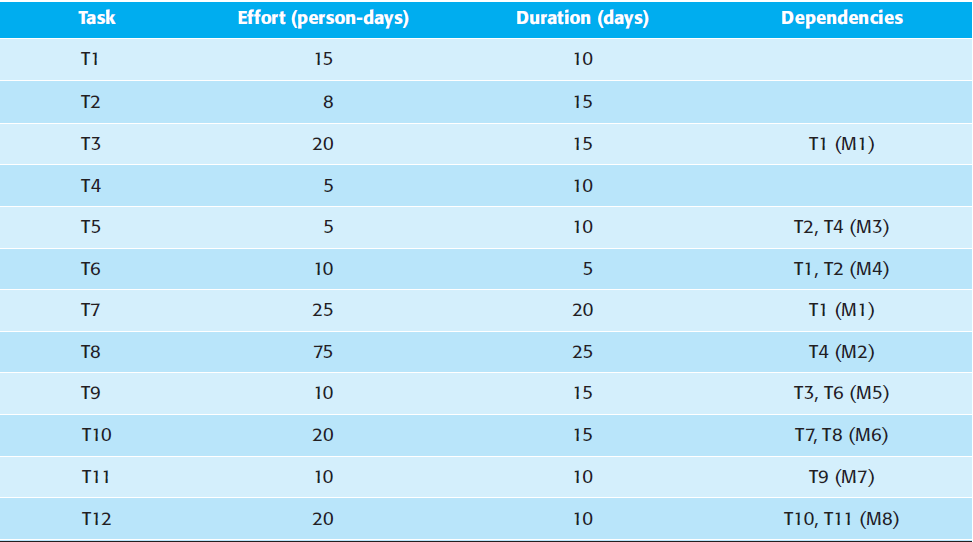 Task Effort (person-days) Duration (days) Dependencies
T1 15 10
T2 8 15
T3 20 15 T1 (M1)
T4 5 10
T5 5 10 T2, T4 (M3)
T6 10 5 T1, T2 (M4)
T7 25 20 T1 (M1)
T8 75 25 T4 (M2)
T9 10 15 T3, T6 (M5)
T10 20 15 T7, T8 (M6)
T11 10 10 T9 (M7)
T12 20 10 T10, T11 (M8)